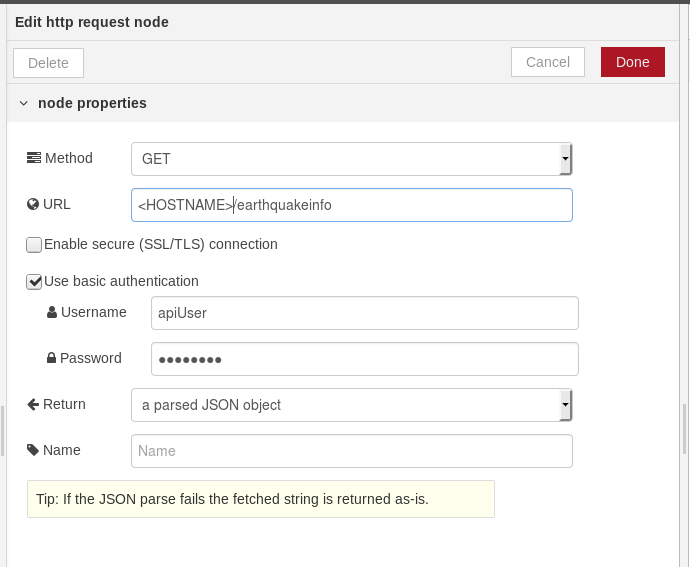 Edit http request node
Delete
Cancel
Done
node properties
Method
GET
URL
<HOSTNAME>/earthquakeinfo
Enable secure (SSL/TLS) connection
Use basic authentication
Username
apiUser
Password
●●●●●●●●
Return
a parsed JSON object
Name
Name
Tip: If the JSON parse fails the fetched string is returned as-is.